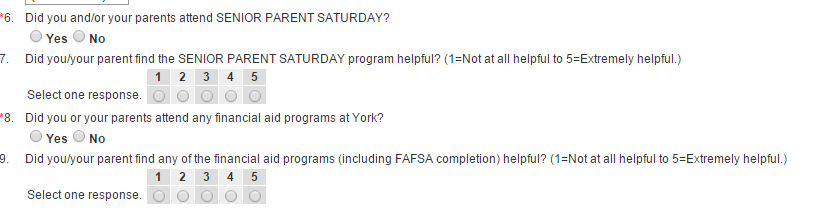 *6. Did you and/or your parents attend SENIOR PARENT SATURDAY?
Yes No
7. Did you/your parent find the SENIOR PARENT SATURDAY program helpful? (1=Not at all helpful to 5=Extremely helpful.)
1 2 3 4 5
Select one response.
*8. Did you or your parents attend any financial aid programs at York?
Yes No
9. Did you/your parent find any of the financial aid programs (including FAFSA completion) helpful? (1=Not at all helpful to 5=Extremely helpful.)
1 2 3 4 5
Select one response.